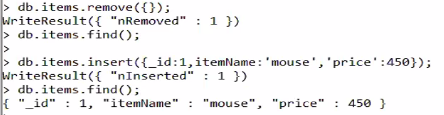 > db.items.remove({});
WriteResult({ "nRemoved" : 1 })
> db.items.find();
>
> db.items.insert({_id:1,itemName:'mouse','price':450});
WriteResult({ "nInserted" : 1 })
> db.items.find();
{ "_id" : 1, "itemName" : "mouse", "price" : 450 }